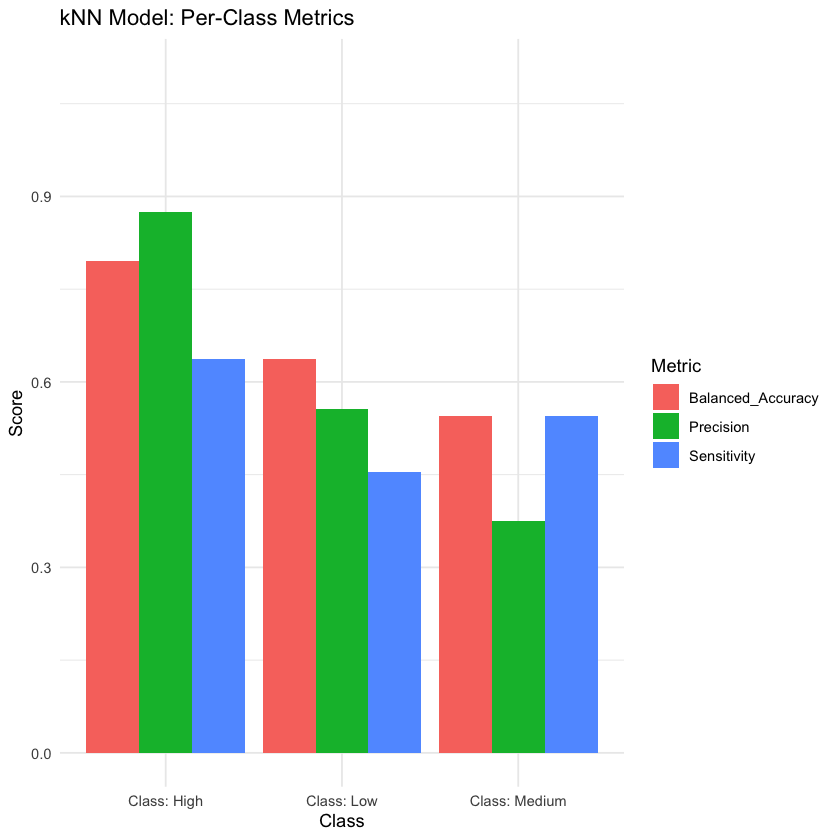 kNN Model: Per-Class Metrics
Score
0.9
0.6
0.3
0.0
Class: High
Class: Low
Class: Medium
Class
Metric
Balanced_Accuracy
Precision
Sensitivity